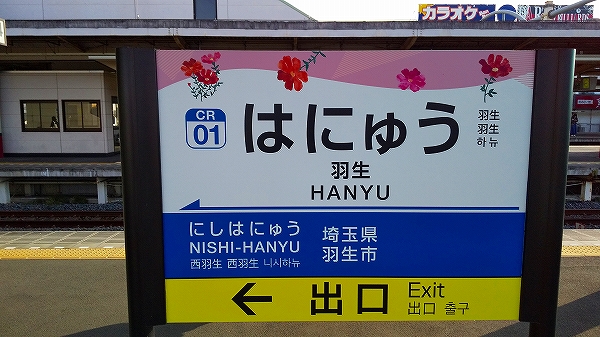 カラオケ
CR
01
はにゅう
羽生
HANYU
羽生
羽生
하뉴
にしはにゅう
NISHI-HANYU
西羽生 西羽生 니시하뉴
埼玉県
羽生市
← 出口
Exit
出口 출구